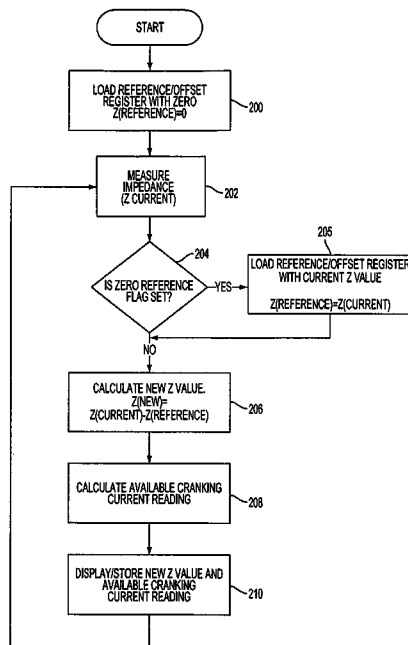 START
LOAD REFERENCE/OFFSET
REGISTER WITH ZERO
Z(REFERENCE)=0
200
MEASURE
IMPEDANCE
(Z CURRENT)
202
204
IS ZERO REFERENCE
FLAG SET?
YES
205
LOAD REFERENCE/OFFSET REGISTER
WITH CURRENT Z VALUE
Z(REFERENCE)=Z(CURRENT)
NO
CALCULATE NEW Z VALUE.
Z(NEW)=
Z(CURRENT)-Z(REFERENCE)
206
CALCULATE AVAILABLE CRANKING
CURRENT READING
208
DISPLAY/STORE NEW Z VALUE AND
AVAILABLE CRANKING
CURRENT READING
210